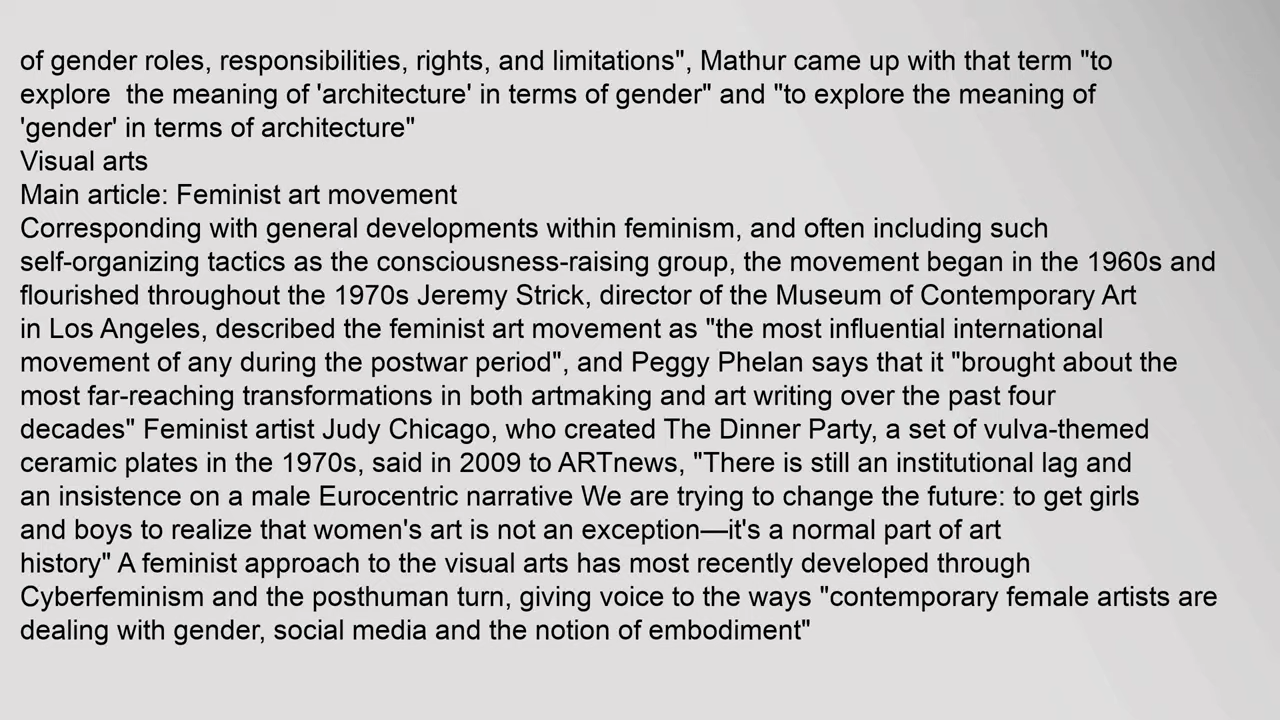 of gender roles, responsibilities, rights, and limitations", Mathur came up with that term "to
explore  the meaning of 'architecture' in terms of gender" and "to explore the meaning of
'gender' in terms of architecture"
Visual arts
Main article: Feminist art movement
Corresponding with general developments within feminism, and often including such
self-organizing tactics as the consciousness-raising group, the movement began in the 1960s and
flourished throughout the 1970s Jeremy Strick, director of the Museum of Contemporary Art
in Los Angeles, described the feminist art movement as "the most influential international
movement of any during the postwar period", and Peggy Phelan says that it "brought about the
most far-reaching transformations in both artmaking and art writing over the past four
decades" Feminist artist Judy Chicago, who created The Dinner Party, a set of vulva-themed
ceramic plates in the 1970s, said in 2009 to ARTnews, "There is still an institutional lag and
an insistence on a male Eurocentric narrative We are trying to change the future: to get girls
and boys to realize that women's art is not an exception—it's a normal part of art
history" A feminist approach to the visual arts has most recently developed through
Cyberfeminism and the posthuman turn, giving voice to the ways "contemporary female artists are
dealing with gender, social media and the notion of embodiment"